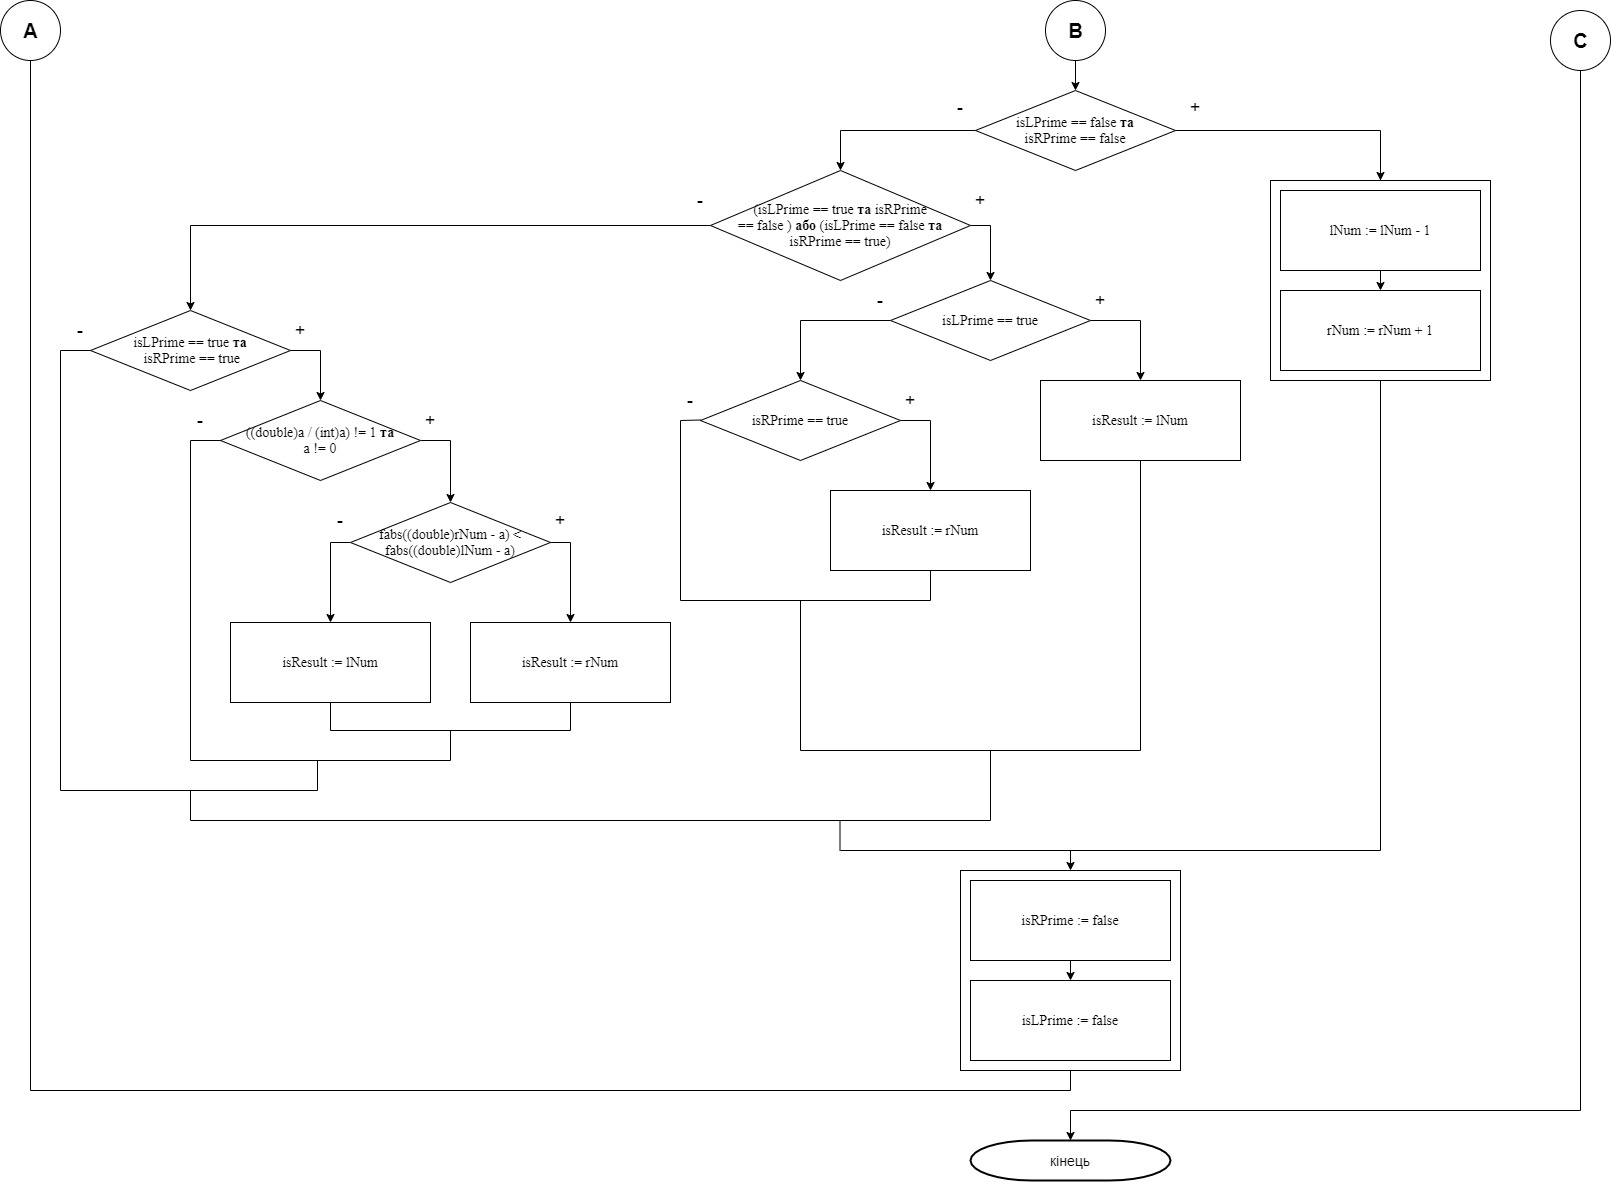 A
B
C
-
+
isLPrime == false та
isRPrime == false
-
+
(isLPrime == true та isRPrime
== false ) або (isLPrime == false та
isRPrime == true)
lNum := lNum - 1
rNum := rNum + 1
-
+
isLPrime == true
-
+
isLPrime == true та
isRPrime == true
-
+
isRPrime == true
isResult := lNum
-
+
((double)a / (int)a) != 1 та
a != 0
-
+
fabs((double)rNum - a) <
fabs((double)lNum - a)
isResult := rNum
isResult := lNum
isResult := rNum
isRPrime := false
isLPrime := false
кінець